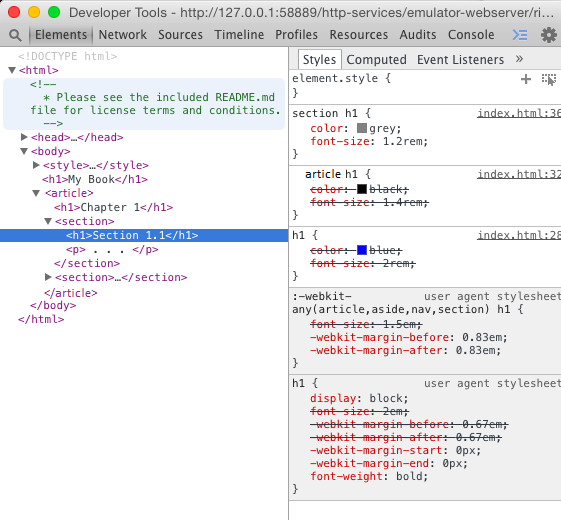 Developer Tools - http://127.0.0.1:58889/http-services/emulator-webserver/ri...
Elements Network Sources Timeline Profiles Resources Audits Console
<!DOCTYPE html>
▼<html>
<!--
* Please see the included README.md
file for license terms and conditions.
-->
▶<head>…</head>
▼<body>
▶<style>…</style>
<h1>My Book</h1>
▼<article>
<h1>Chapter 1</h1>
▼<section>
<h1>Section 1.1</h1>
<p> . . . </p>
</section>
▶<section>…</section>
</article>
</body>
</html>
Styles Computed Event Listeners »
element.style {
}
section h1 { index.html:36
color: grey;
font-size: 1.2rem;
}
article h1 { index.html:32
color: black;
font-size: 1.4rem;
}
h1 { index.html:28
color: blue;
font-size: 2rem;
}
:-webkit- user agent stylesheet
any(article,aside,nav,section) h1 {
font-size: 1.5em;
-webkit-margin-before: 0.83em;
-webkit-margin-after: 0.83em;
}
h1 { user agent stylesheet
display: block;
font-size: 2em;
-webkit-margin-before: 0.67em;
-webkit-margin-after: 0.67em;
-webkit-margin-start: 0px;
-webkit-margin-end: 0px;
font-weight: bold;
}